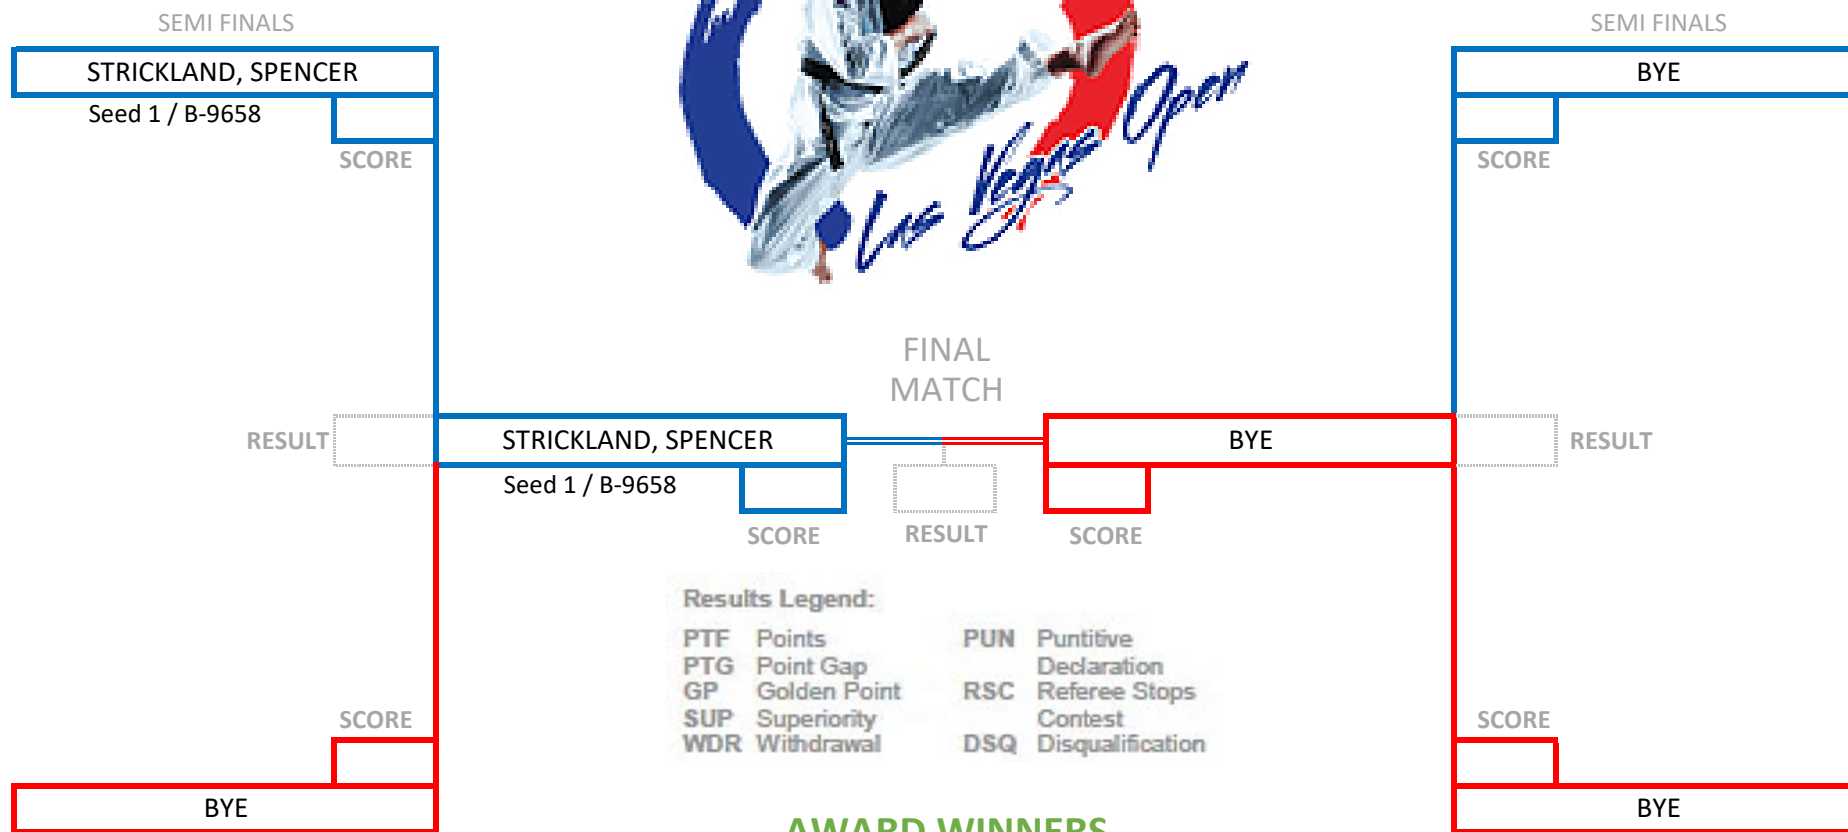 SEMI FINALS
SEMI FINALS
STRICKLAND, SPENCER
BYE
Seed 1 / B-9658
SCORE
SCORE
Las Vegas Open
FINAL
MATCH
RESULT
STRICKLAND, SPENCER
BYE
RESULT
Seed 1 / B-9658
SCORE
RESULT
SCORE
Results Legend:
PTF Points
PTG Point Gap
GP Golden Point
SUP Superiority
WDR Withdrawal
PUN Puntitive
Declaration
RSC Referee Stops
Contest
DSQ Disqualification
SCORE
SCORE
BYE
BYE
AWARD WINNERS